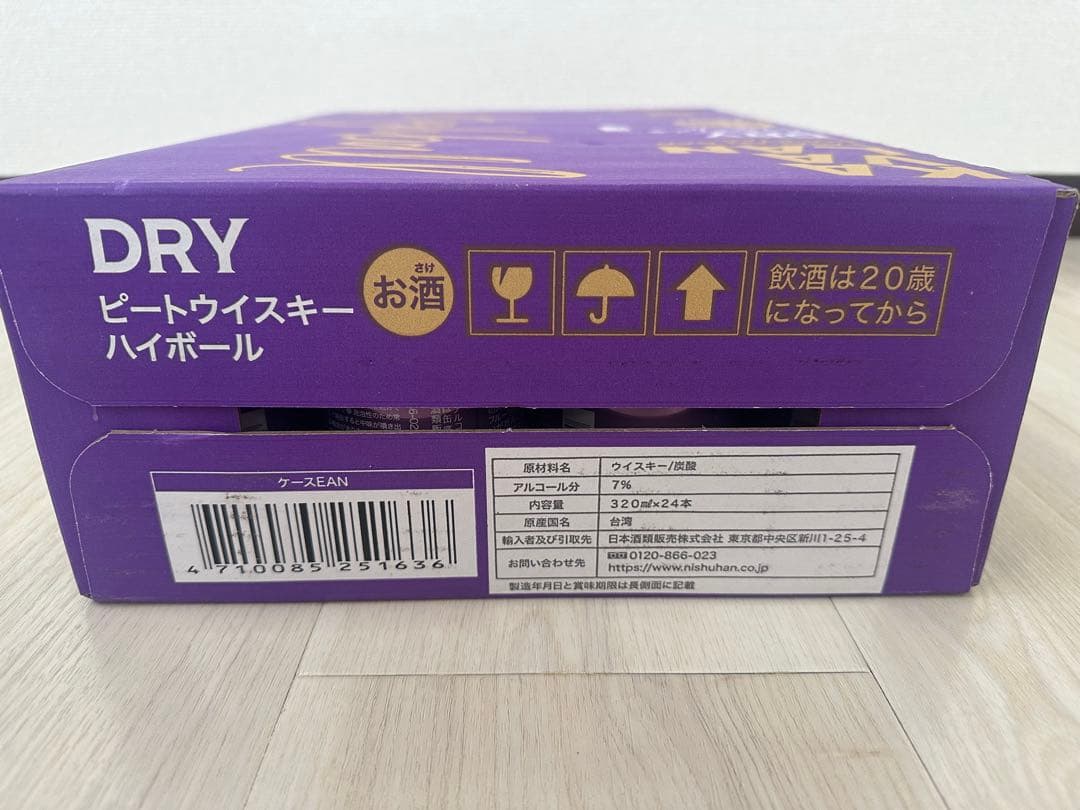 DRY
ピートウイスキー
ハイボール
さけ
お酒
飲酒は20歳
になってから
ケースEAN
4 710085 251636
原材料名 ウイスキー/炭酸
アルコール分 7%
内容量 320㎖×24本
原産国名 台湾
輸入者及び引取先 日本酒類販売株式会社 東京都中央区新川1-25-4
お問い合わせ先 0120-866-023
https://www.nishuhan.co.jp
製造年月日と賞味期限は長側面に記載